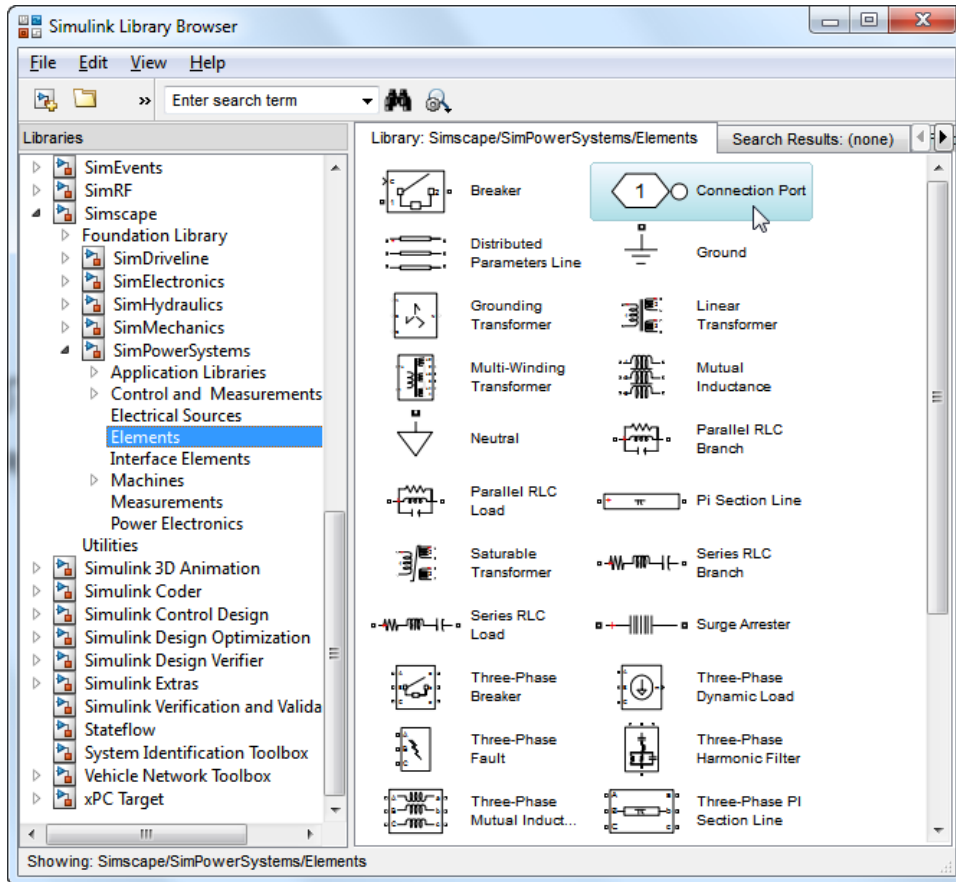 Simulink Library Browser
File Edit View Help
» Enter search term
Libraries
SimEvents
SimRF
Simscape
Foundation Library
SimDriveline
SimElectronics
SimHydraulics
SimMechanics
SimPowerSystems
Application Libraries
Control and Measurements
Electrical Sources
Elements
Interface Elements
Machines
Measurements
Power Electronics
Utilities
Simulink 3D Animation
Simulink Coder
Simulink Control Design
Simulink Design Optimization
Simulink Design Verifier
Simulink Extras
Simulink Verification and Valida
Stateflow
System Identification Toolbox
Vehicle Network Toolbox
xPC Target
Library: Simscape/SimPowerSystems/Elements Search Results: (none)
Breaker
1 Connection Port
Distributed
Parameters Line
Ground
Grounding
Transformer
Linear
Transformer
Multi-Winding
Transformer
Mutual
Inductance
Neutral
Parallel RLC
Branch
Parallel RLC
Load
Pi Section Line
Saturable
Transformer
Series RLC
Branch
Series RLC
Load
Surge Arrester
Three-Phase
Breaker
Three-Phase
Dynamic Load
Three-Phase
Fault
Three-Phase
Harmonic Filter
Three-Phase
Mutual Induct...
Three-Phase PI
Section Line
Showing: Simscape/SimPowerSystems/Elements